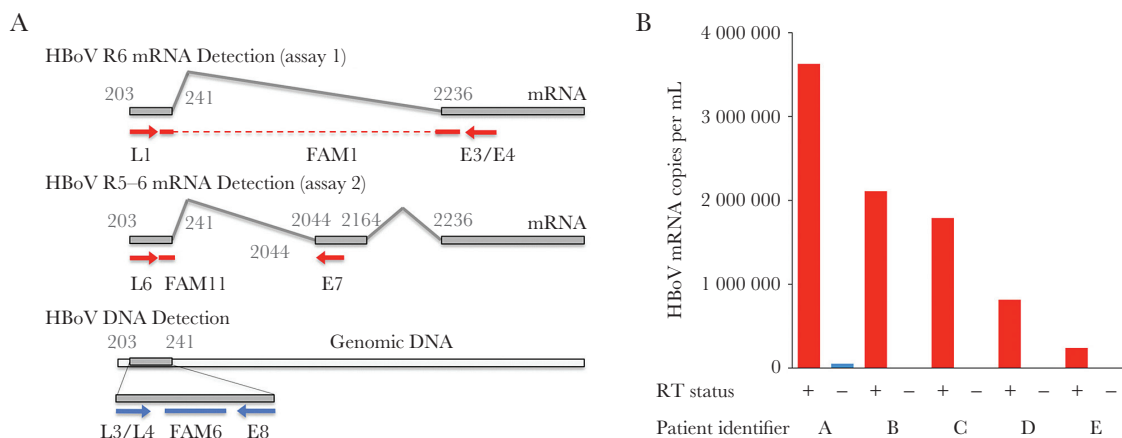 A
HBoV R6 mRNA Detection (assay 1)
203 241 2236 mRNA
L1 FAM1 E3/E4
HBoV R5–6 mRNA Detection (assay 2)
203 241 2044 2164 2236 mRNA
2044
L6 FAM11 E7
HBoV DNA Detection
203 241 Genomic DNA
L3/L4 FAM6 E8
B
HBoV mRNA copies per mL
4 000 000
3 000 000
2 000 000
1 000 000
0
RT status + – + – + – + – + –
Patient identifier A B C D E